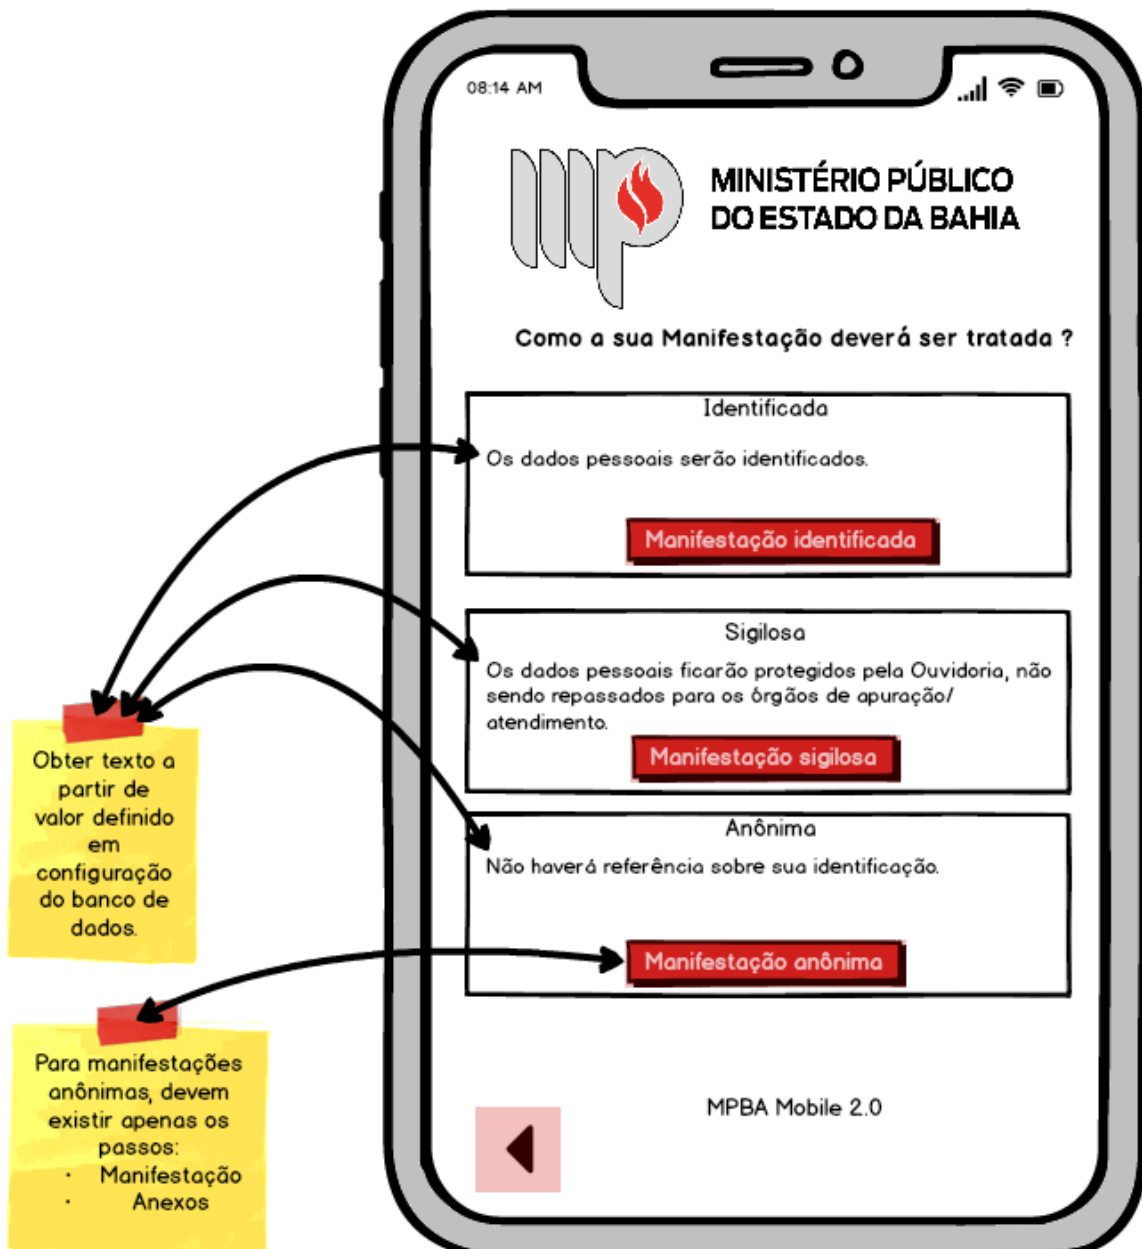 08:14 AM
mp
MINISTÉRIO PÚBLICO
DO ESTADO DA BAHIA
Como a sua Manifestação deverá ser tratada ?
Identificada
Os dados pessoais serão identificados.
Manifestação identificada
Sigilosa
Os dados pessoais ficarão protegidos pela Ouvidoria, não
sendo repassados para os órgãos de apuração/
atendimento.
Manifestação sigilosa
Anônima
Não haverá referência sobre sua identificação.
Manifestação anônima
MPBA Mobile 2.0
Obter texto a
partir de
valor definido
em
configuração
do banco de
dados.
Para manifestações
anônimas, devem
existir apenas os
passos:
· Manifestação
· Anexos